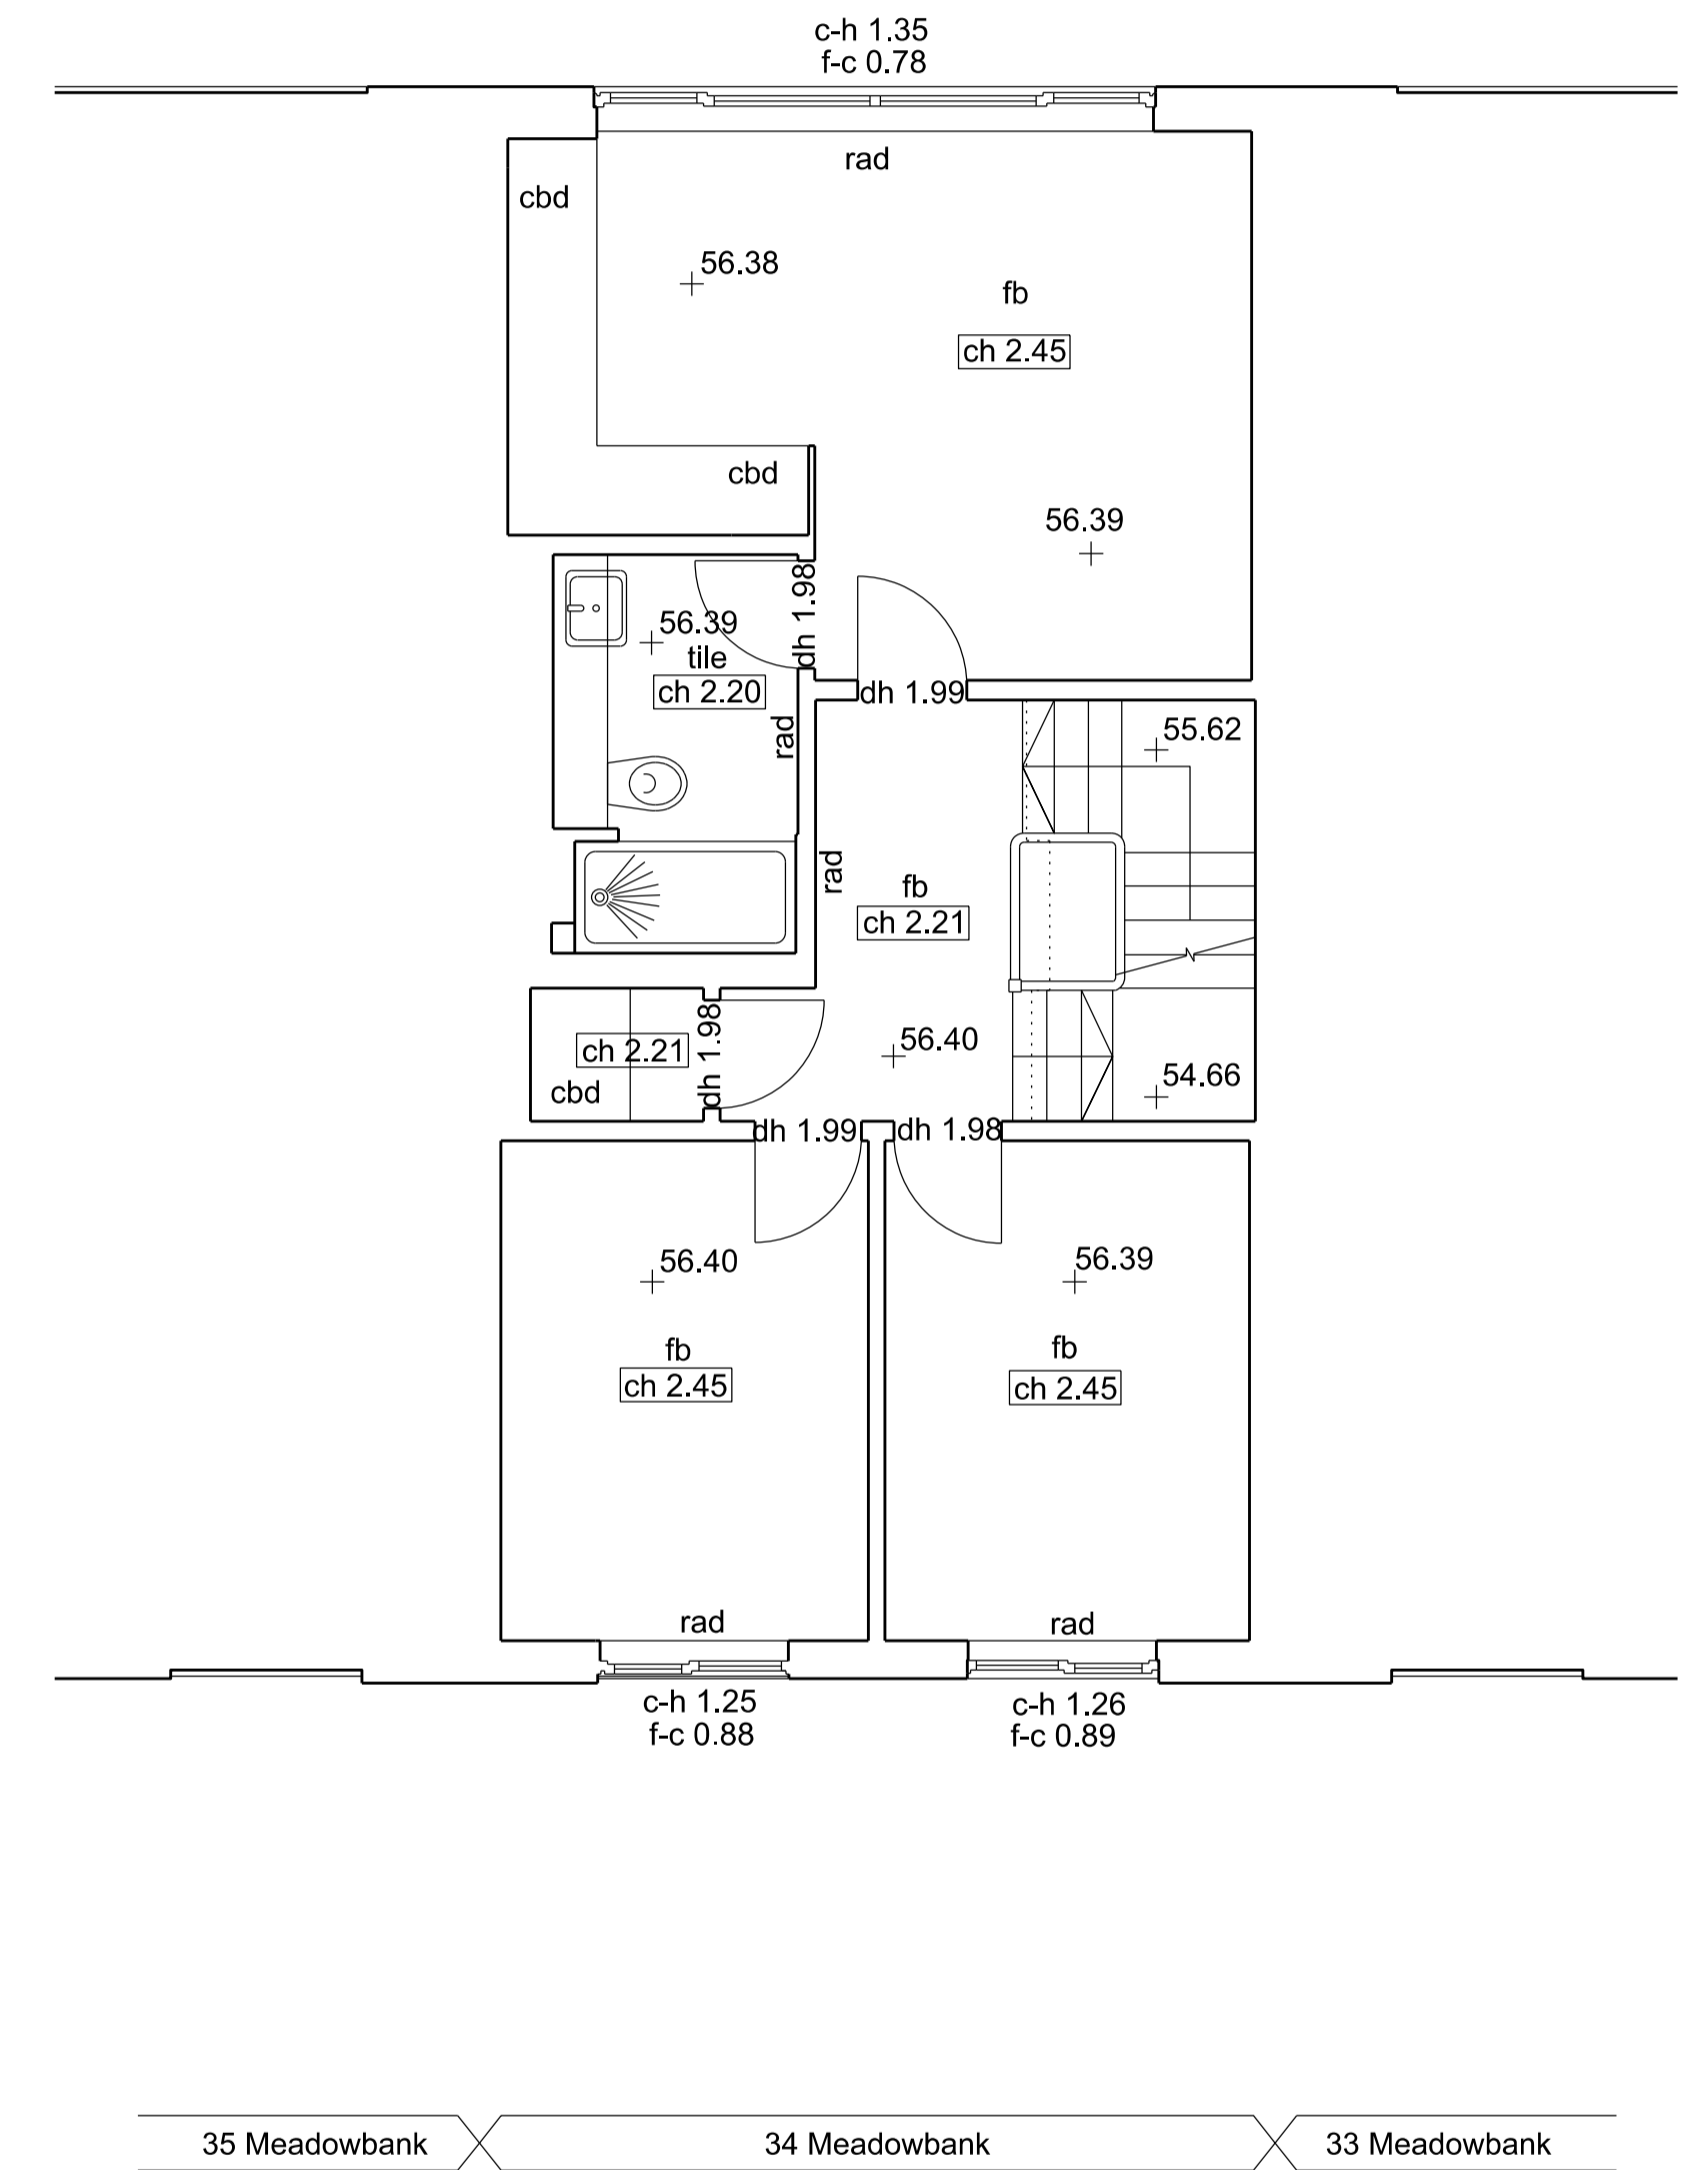 c-h 1.35
f-c 0.78
rad
cbd
56.38
fb
ch 2.45
cbd
56.39
dh 1.98
56.39
tile
ch 2.20
dh 1.99
rad
55.62
rad
fb
ch 2.21
ch 2.21
cbd
dh 1.98
56.40
54.66
dh 1.99
dh 1.98
56.40
fb
ch 2.45
56.39
fb
ch 2.45
rad
rad
c-h 1.25
f-c 0.88
c-h 1.26
f-c 0.89
35 Meadowbank
34 Meadowbank
33 Meadowbank